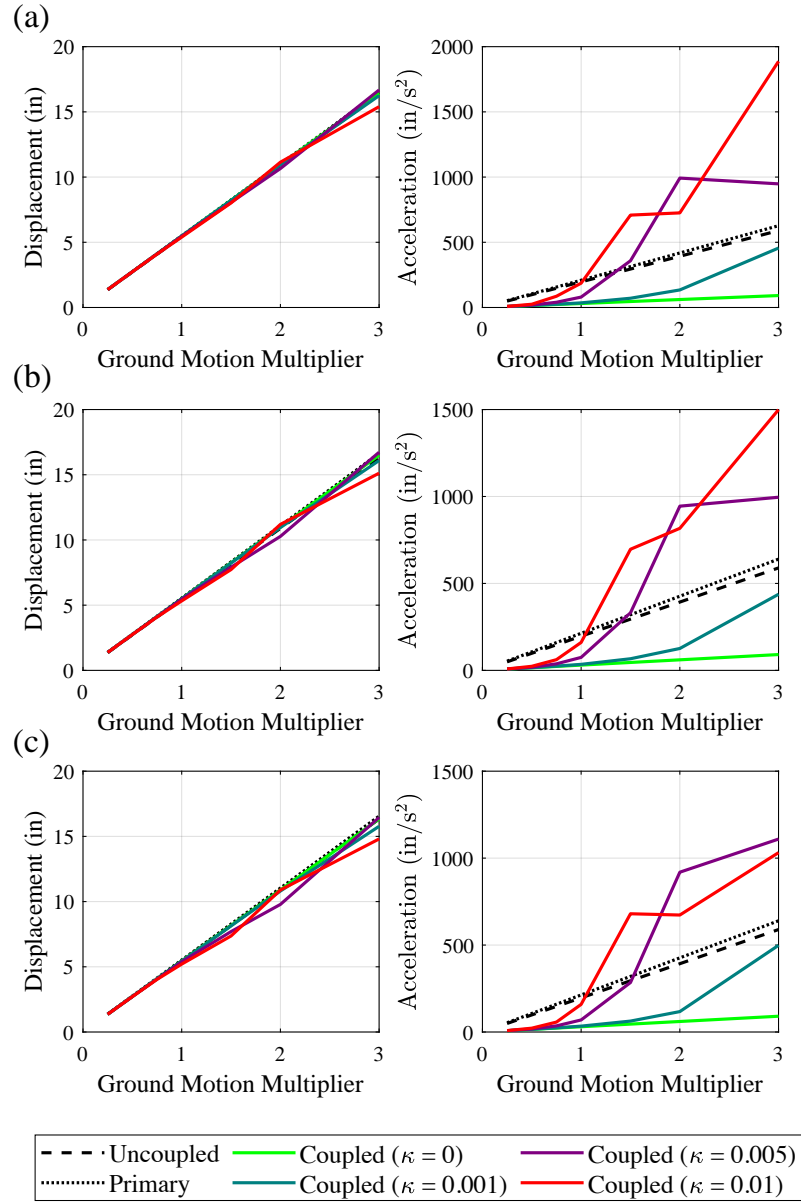 (a)
20
15
10
5
0
0
1
2
3
Displacement (in)
Ground Motion Multiplier
2000
1500
1000
500
0
0
1
2
3
Acceleration (in/s²)
Ground Motion Multiplier
(b)
20
15
10
5
0
0
1
2
3
Displacement (in)
Ground Motion Multiplier
1500
1000
500
0
0
1
2
3
Acceleration (in/s²)
Ground Motion Multiplier
(c)
20
15
10
5
0
0
1
2
3
Displacement (in)
Ground Motion Multiplier
1500
1000
500
0
0
1
2
3
Acceleration (in/s²)
Ground Motion Multiplier
Uncoupled
Primary
Coupled (κ = 0)
Coupled (κ = 0.001)
Coupled (κ = 0.005)
Coupled (κ = 0.01)